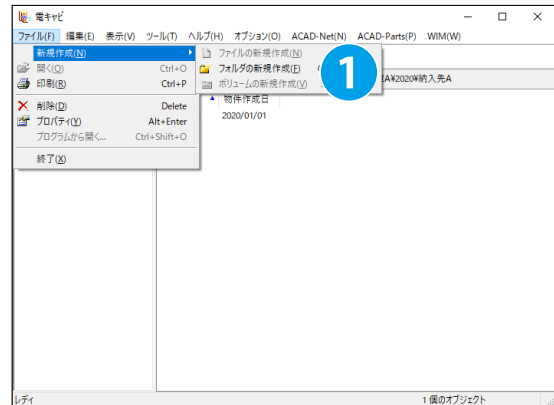 電キャビ
ファイル(F) 編集(E) 表示(V) ツール(T) ヘルプ(H) オプション(O) ACAD-Net(N) ACAD-Parts(P) WIM(W)
新規作成(N) ファイルの新規作成(N)
開く(O) Ctrl+O フォルダの新規作成(F)
印刷(R) Ctrl+P ボリュームの新規作成(V)
A¥2020¥納入先A
1
削除(D) Delete
物件作成日
プロパティ(Y) Alt+Enter
2020/01/01
プログラムから開く... Ctrl+Shift+O
終了(X)
レディ 1 個のオブジェクト